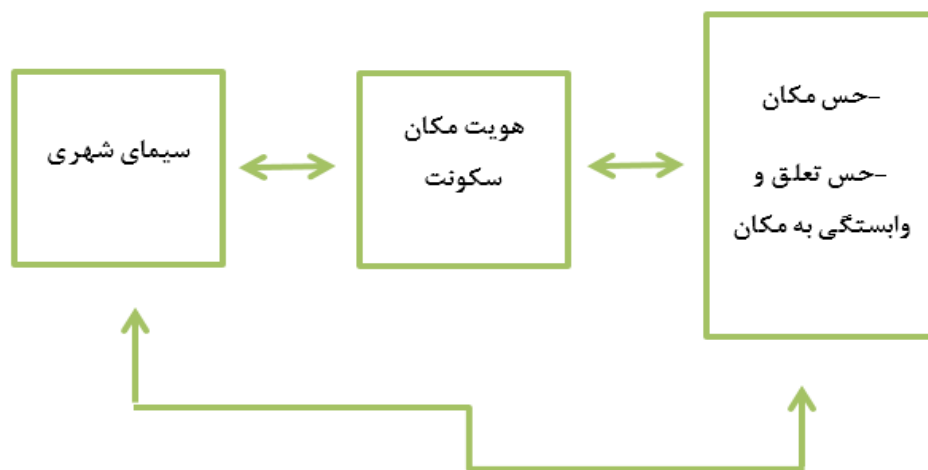 -حس مکان
-حس تعلق و
وابستگی به مکان
هویت مکان
سکونت
سیمای شهری